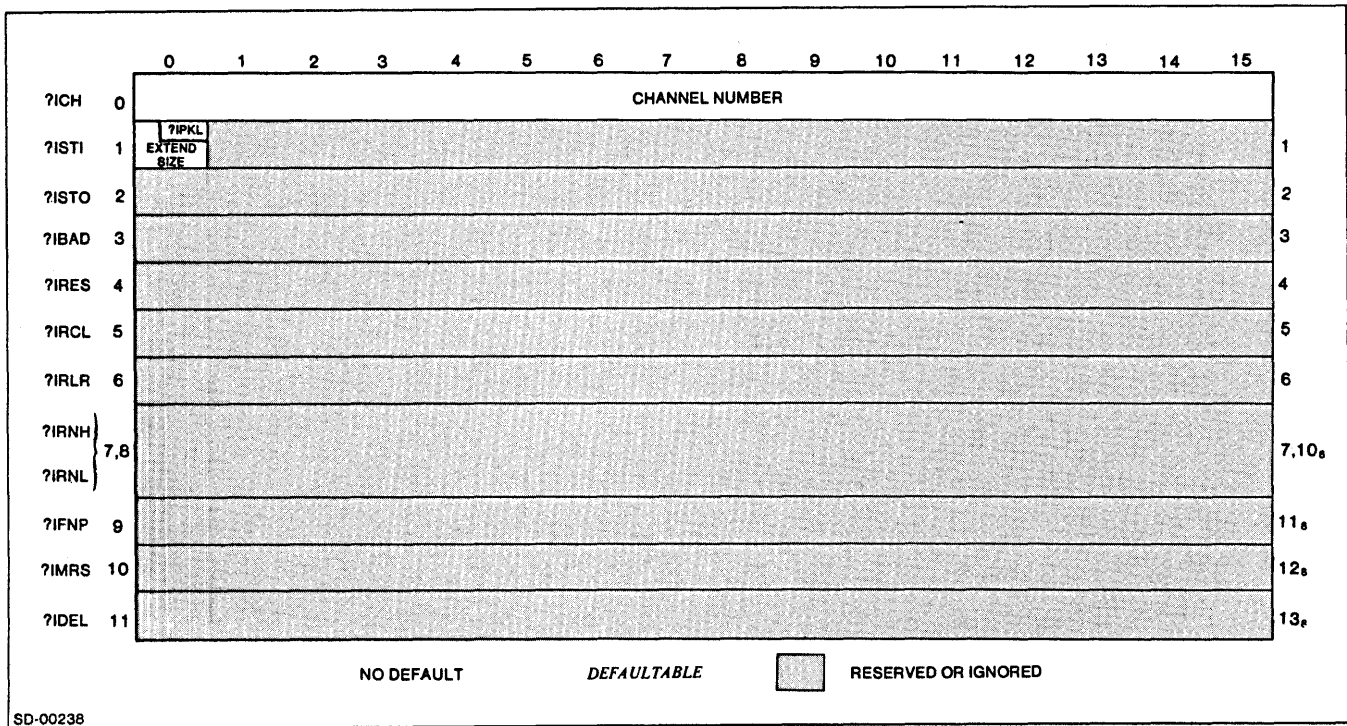 0 1 2 3 4 5 6 7 8 9 10 11 12 13 14 15
?ICH 0 CHANNEL NUMBER
?IPKL
?ISTI 1 EXTEND SIZE 1
?ISTO 2 2
?IBAD 3 3
?IRES 4 4
?IRCL 5 5
?IRLR 6 6
?IRNH
7,8 7,10₈
?IRNL
?IFNP 9 11₈
?IMRS 10 12₈
?IDEL 11 13₈
NO DEFAULT DEFAULTABLE RESERVED OR IGNORED
SD-00238